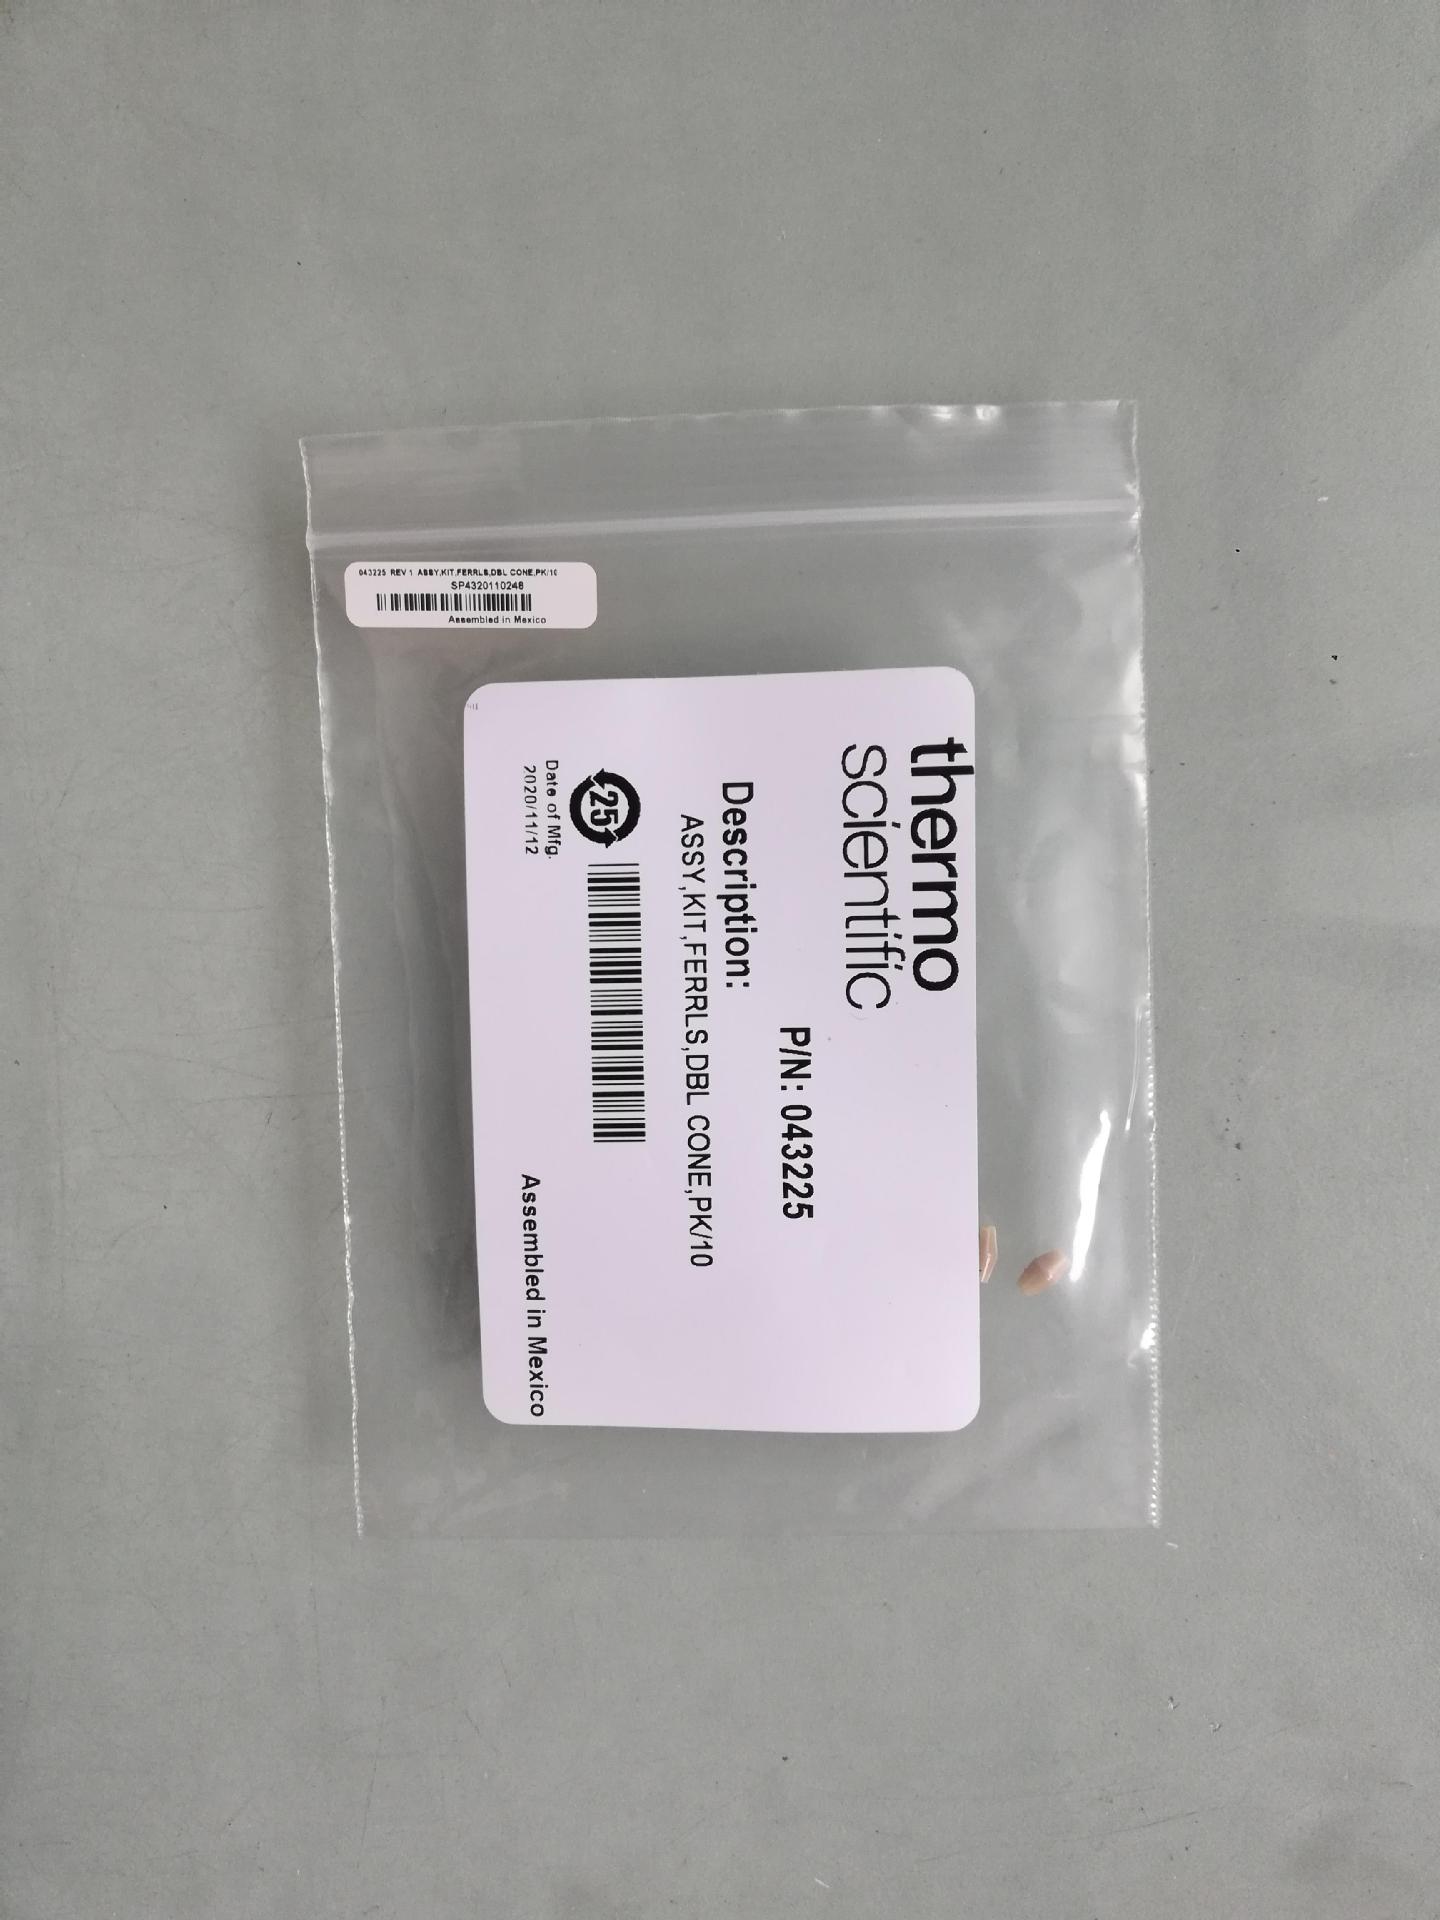 043225 REV 1 ASSY,KIT,FERRLS,DBL CONE,PK/10
SP4320110248
Assembled in Mexico
thermo
scientific
P/N: 043225
Description:
ASSY,KIT,FERRLS,DBL CONE,PK/10
25
Date of Mfg.
2020/11/12
Assembled in Mexico